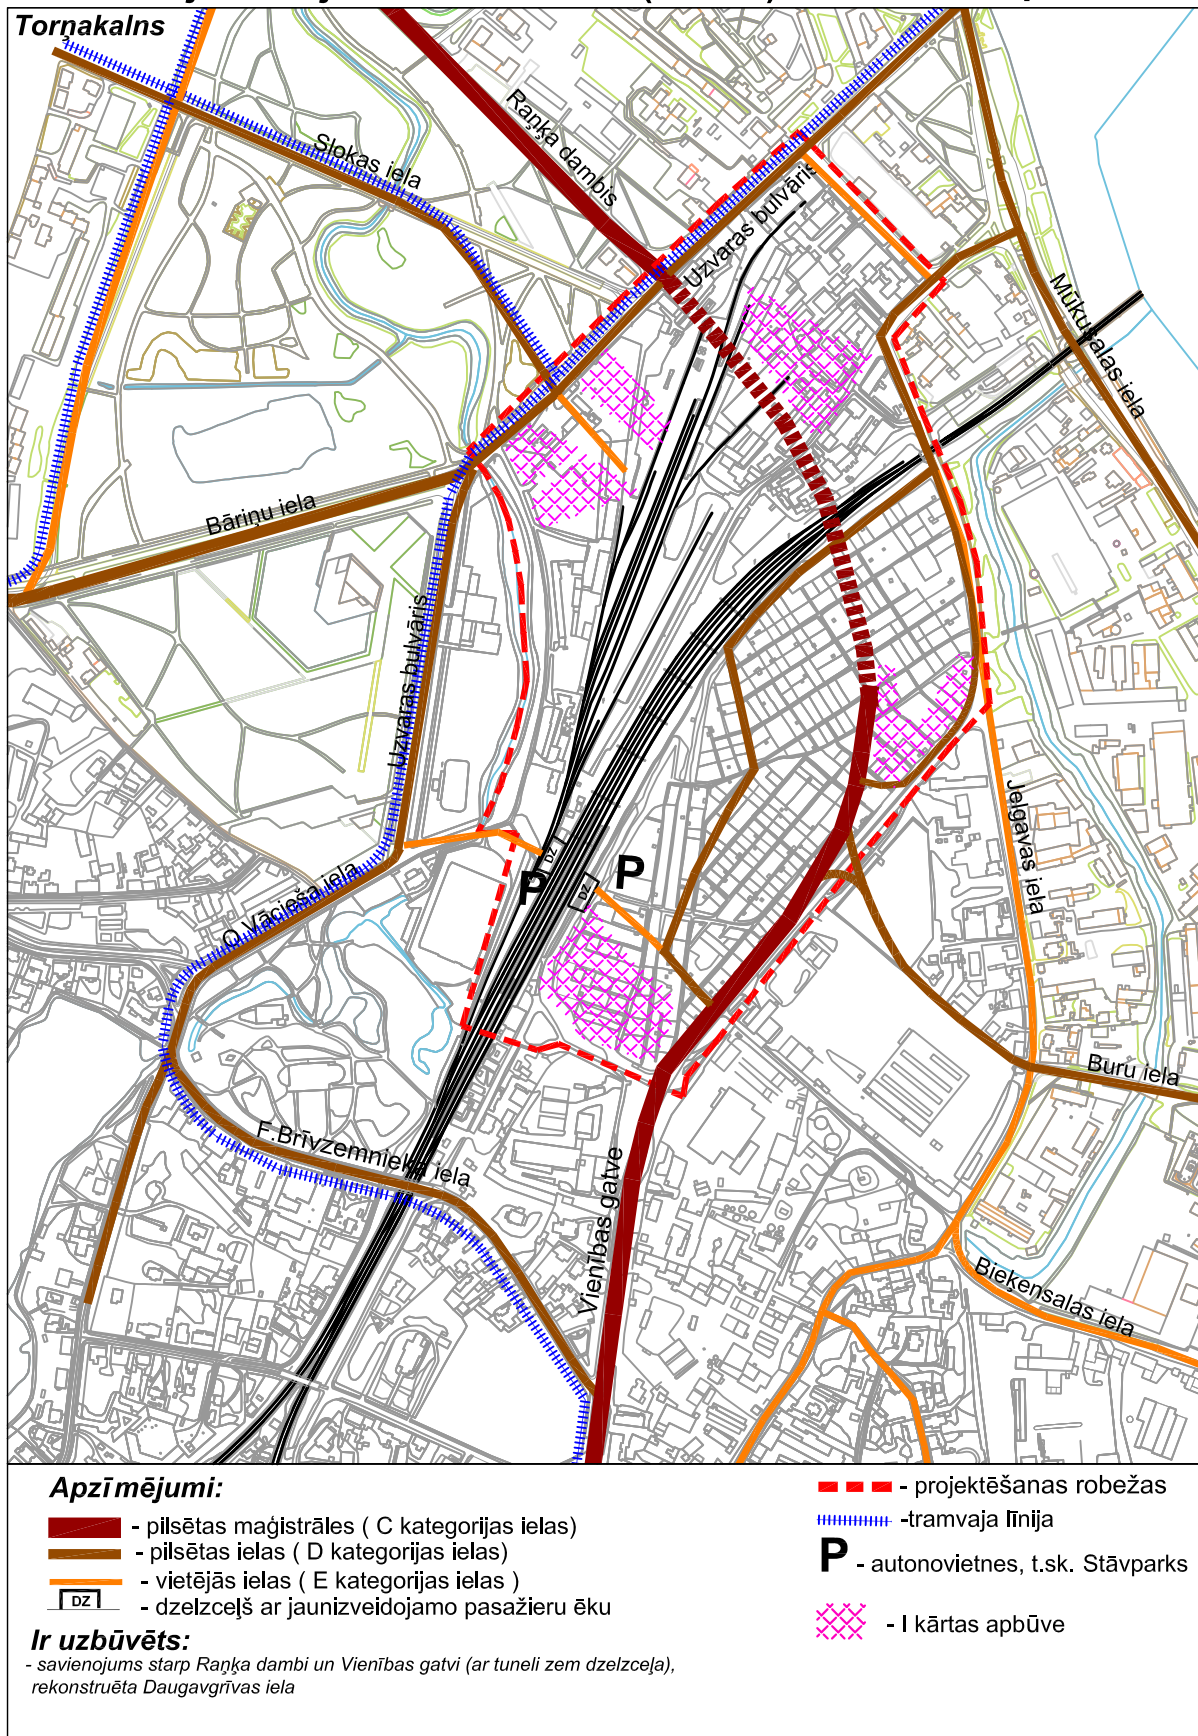 Torņakalns
Slokas iela
Raņķa dambis
Uzvaras bulvāris
Mūkusalas iela
Bāriņu iela
Uzvaras bulvāris
O.Vācieša iela
DZ
P
P
DZ
Jelgavas iela
Buru iela
F.Brīvzemnieka iela
Vienības gatve
Bieķensalas iela
Apzīmējumi:
- pilsētas maģistrāles ( C kategorijas ielas)
- pilsētas ielas ( D kategorijas ielas)
- vietējās ielas ( E kategorijas ielas )
DZ - dzelzceļš ar jaunizveidojamo pasažieru ēku
Ir uzbūvēts:
- savienojums starp Raņķa dambi un Vienības gatvi (ar tuneli zem dzelzceļa),
rekonstruēta Daugavgrīvas iela
- projektēšanas robežas
-tramvaja līnija
P - autonovietnes, t.sk. Stāvparks
- I kārtas apbūve